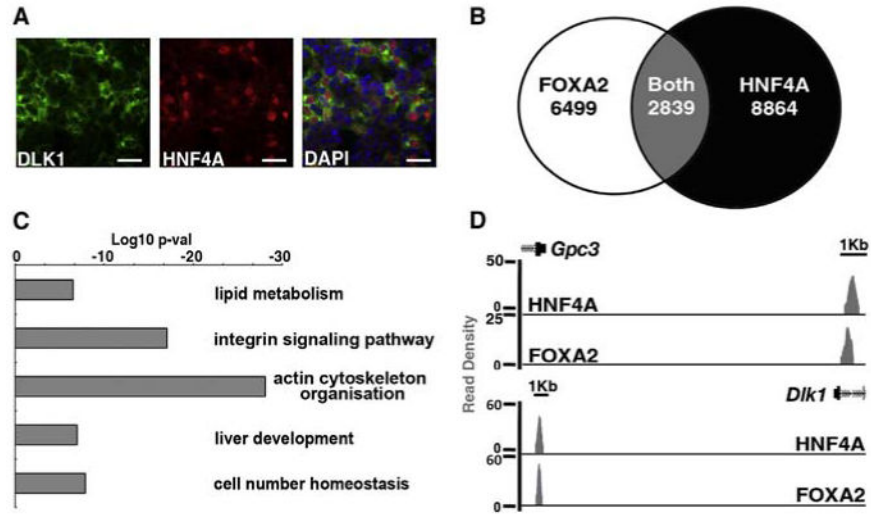 A
DLK1
HNF4A
DAPI
B
FOXA2
6499
Both
2839
HNF4A
8864
C
Log10 p-val
0 -10 -20 -30
lipid metabolism
integrin signaling pathway
actin cytoskeleton
organisation
liver development
cell number homeostasis
D
Read Density
Gpc3
1Kb
50
0
HNF4A
25
0
FOXA2
1Kb
Dlk1
60
0
HNF4A
60
0
FOXA2